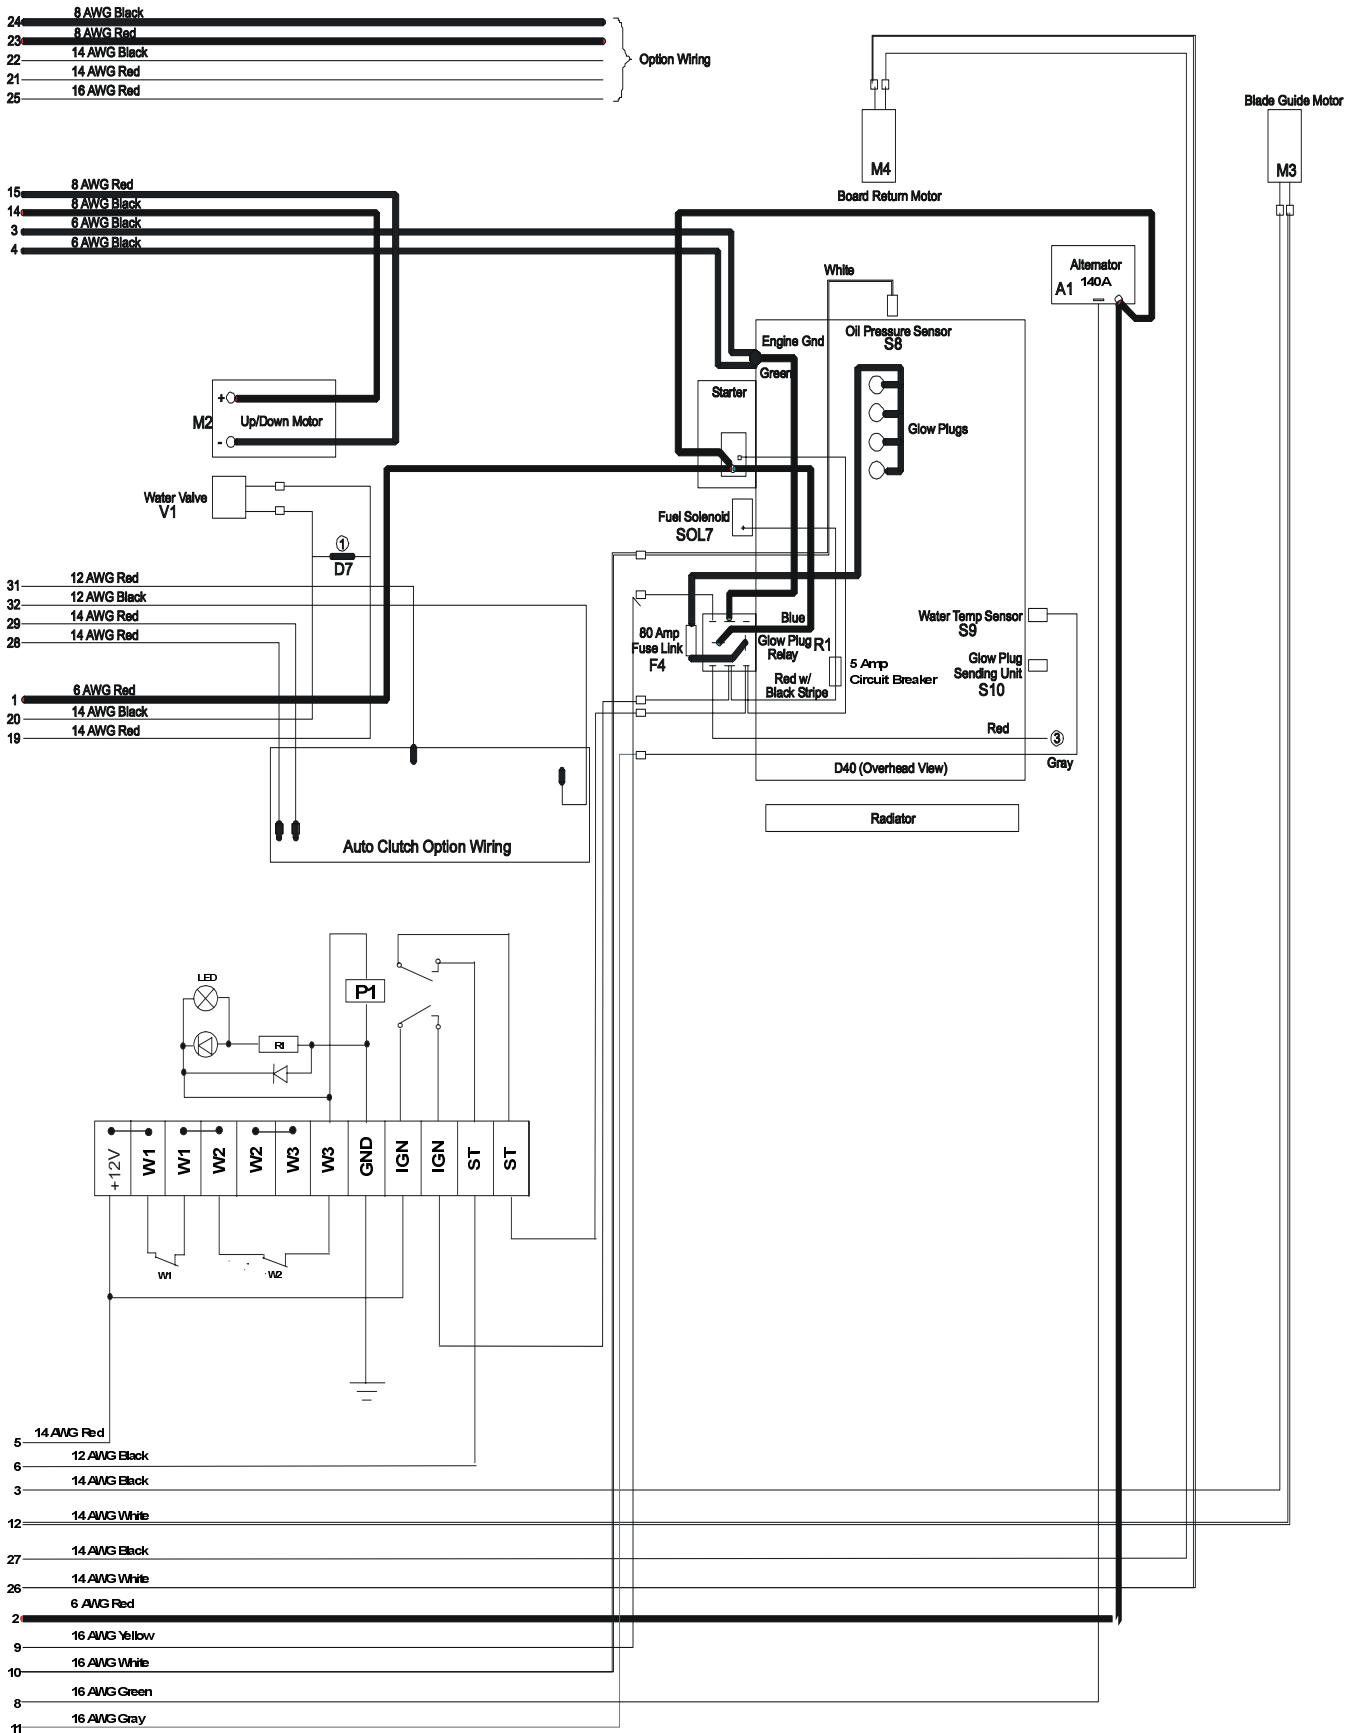 24 8 AWG Black
23 8 AWG Red
22 14 AWG Black
21 14 AWG Red
25 16 AWG Red
Option Wiring
Blade Guide Motor
M3
M4
Board Return Motor
15 8 AWG Red
14 8 AWG Black
3 6 AWG Black
4 6 AWG Black
Alternator
140A
A1
White
Oil Pressure Sensor
S8
Engine Gnd
Green
Starter
Glow Plugs
+
M2 Up/Down Motor
-
Water Valve
V1
1
D7
Fuel Solenoid
SOL7
+
31 12 AWG Red
32 12 AWG Black
29 14 AWG Red
28 14 AWG Red
1 6 AWG Red
20 14 AWG Black
19 14 AWG Red
80 Amp
Fuse Link
F4
Blue
Glow Plug
Relay
R1
Red w/
Black Stripe
5 Amp
Circuit Breaker
Water Temp Sensor
S9
Glow Plug
Sending Unit
S10
Red
3
Gray
D40 (Overhead View)
Radiator
Auto Clutch Option Wiring
LED
P1
R1
+12V W1 W1 W2 W2 W3 W3 GND IGN IGN ST ST
W1
W2
5 14 AWG Red
6 12 AWG Black
3 14 AWG Black
12 14 AWG White
27 14 AWG Black
26 14 AWG White
2 6 AWG Red
9 16 AWG Yellow
10 16 AWG White
8 16 AWG Green
11 16 AWG Gray